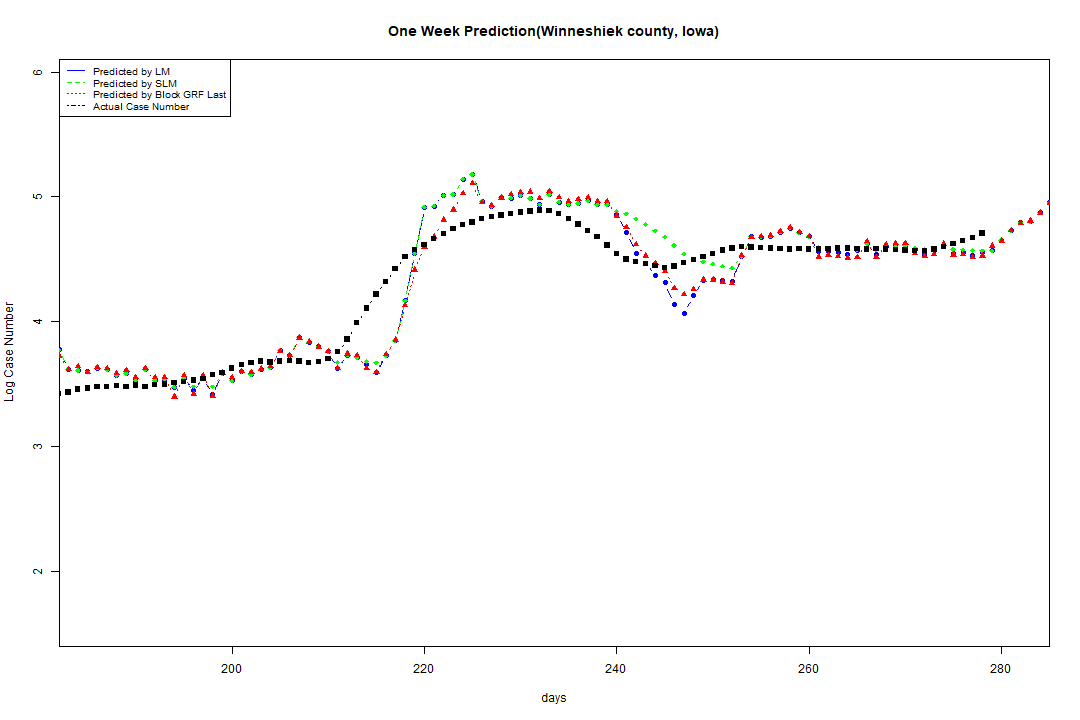 One Week Prediction(Winneshiek county, Iowa)
Predicted by LM
Predicted by SLM
Predicted by Block GRF Last
Actual Case Number
6
5
4
3
2
Log Case Number
200 220 240 260 280
days